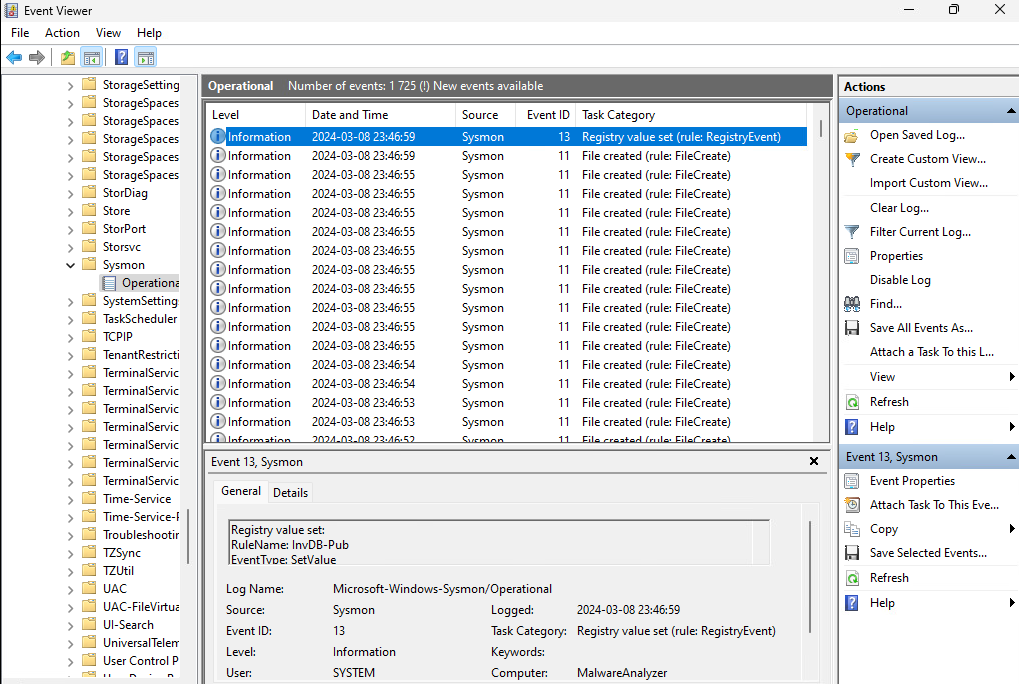 Event Viewer
File Action View Help
StorageSetting
StorageSpaces
StorageSpaces
StorageSpaces
StorageSpaces
StorageSpaces
StorDiag
Store
StorPort
Storsvc
Sysmon
Operationa
SystemSetting
TaskScheduler
TCPIP
TenantRestricti
TerminalServic
TerminalServic
TerminalServic
TerminalServic
TerminalServic
TerminalServic
TerminalServic
Time-Service
Time-Service-P
Troubleshootin
TZSync
TZUtil
UAC
UAC-FileVirtua
UI-Search
UniversalTelem
User Control P
Operational Number of events: 1 725 (!) New events available
Level Date and Time Source Event ID Task Category
Information 2024-03-08 23:46:59 Sysmon 13 Registry value set (rule: RegistryEvent)
Information 2024-03-08 23:46:59 Sysmon 11 File created (rule: FileCreate)
Information 2024-03-08 23:46:55 Sysmon 11 File created (rule: FileCreate)
Information 2024-03-08 23:46:55 Sysmon 11 File created (rule: FileCreate)
Information 2024-03-08 23:46:55 Sysmon 11 File created (rule: FileCreate)
Information 2024-03-08 23:46:55 Sysmon 11 File created (rule: FileCreate)
Information 2024-03-08 23:46:55 Sysmon 11 File created (rule: FileCreate)
Information 2024-03-08 23:46:55 Sysmon 11 File created (rule: FileCreate)
Information 2024-03-08 23:46:55 Sysmon 11 File created (rule: FileCreate)
Information 2024-03-08 23:46:55 Sysmon 11 File created (rule: FileCreate)
Information 2024-03-08 23:46:55 Sysmon 11 File created (rule: FileCreate)
Information 2024-03-08 23:46:55 Sysmon 11 File created (rule: FileCreate)
Information 2024-03-08 23:46:54 Sysmon 11 File created (rule: FileCreate)
Information 2024-03-08 23:46:54 Sysmon 11 File created (rule: FileCreate)
Information 2024-03-08 23:46:53 Sysmon 11 File created (rule: FileCreate)
Information 2024-03-08 23:46:53 Sysmon 11 File created (rule: FileCreate)
Information 2024-03-08 23:46:52 Sysmon 11 File created (rule: FileCreate)
Event 13, Sysmon
General Details
Registry value set:
RuleName: InvDB-Pub
EventType: SetValue
Log Name: Microsoft-Windows-Sysmon/Operational
Source: Sysmon Logged: 2024-03-08 23:46:59
Event ID: 13 Task Category: Registry value set (rule: RegistryEvent)
Level: Information Keywords:
User: SYSTEM Computer: MalwareAnalyzer
Actions
Operational
Open Saved Log...
Create Custom View...
Import Custom View...
Clear Log...
Filter Current Log...
Properties
Disable Log
Find...
Save All Events As...
Attach a Task To this L...
View
Refresh
Help
Event 13, Sysmon
Event Properties
Attach Task To This Eve...
Copy
Save Selected Events...
Refresh
Help